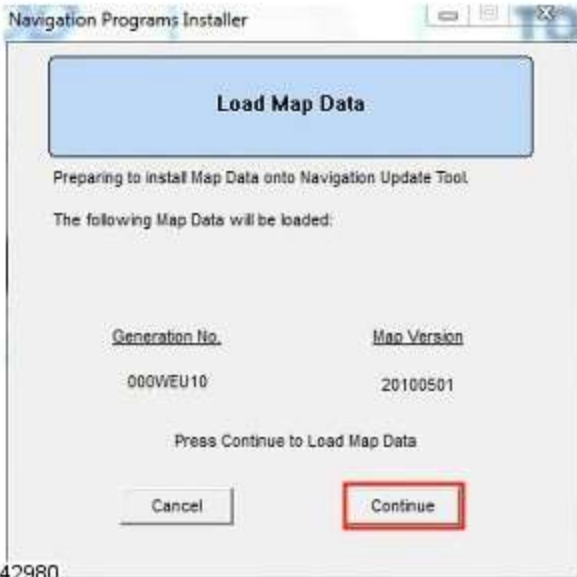 Navigation Programs Installer
Load Map Data
Preparing to install Map Data onto Navigation Update Tool.
The following Map Data will be loaded:
Generation No. Map Version
000WEU10 20100501
Press Continue to Load Map Data
Cancel Continue
42980